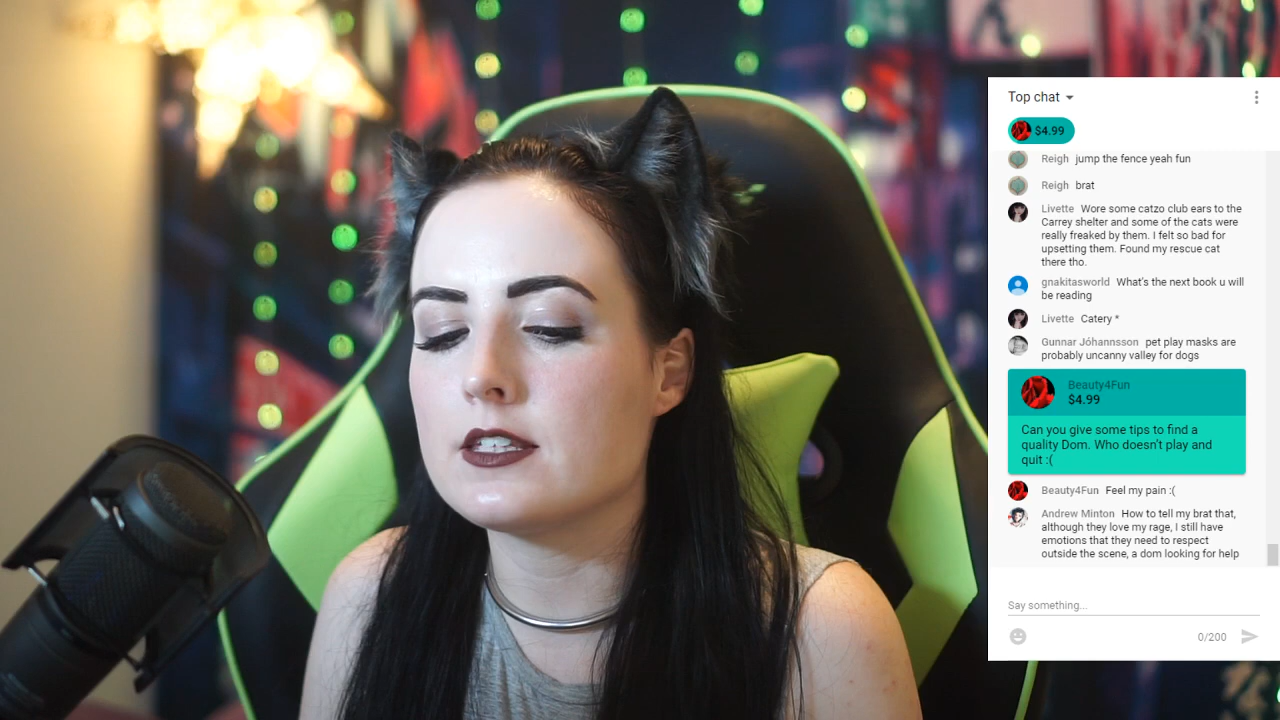 Top chat
$4.99
Reigh jump the fence yeah fun
Reigh brat
Livette Wore some catzo club ears to the
Carrey shelter and some of the cats were
really freaked by them. I felt so bad for
upsetting them. Found my rescue cat
there tho.
gnakitasworld What's the next book u will
be reading
Livette Catery *
Gunnar Jóhannsson pet play masks are
probably uncanny valley for dogs
Beauty4Fun
$4.99
Can you give some tips to find a
quality Dom. Who doesn't play and
quit :(
Beauty4Fun Feel my pain :(
Andrew Minton How to tell my brat that,
although they love my rage, I still have
emotions that they need to respect
outside the scene, a dom looking for help
Say something...
0/200